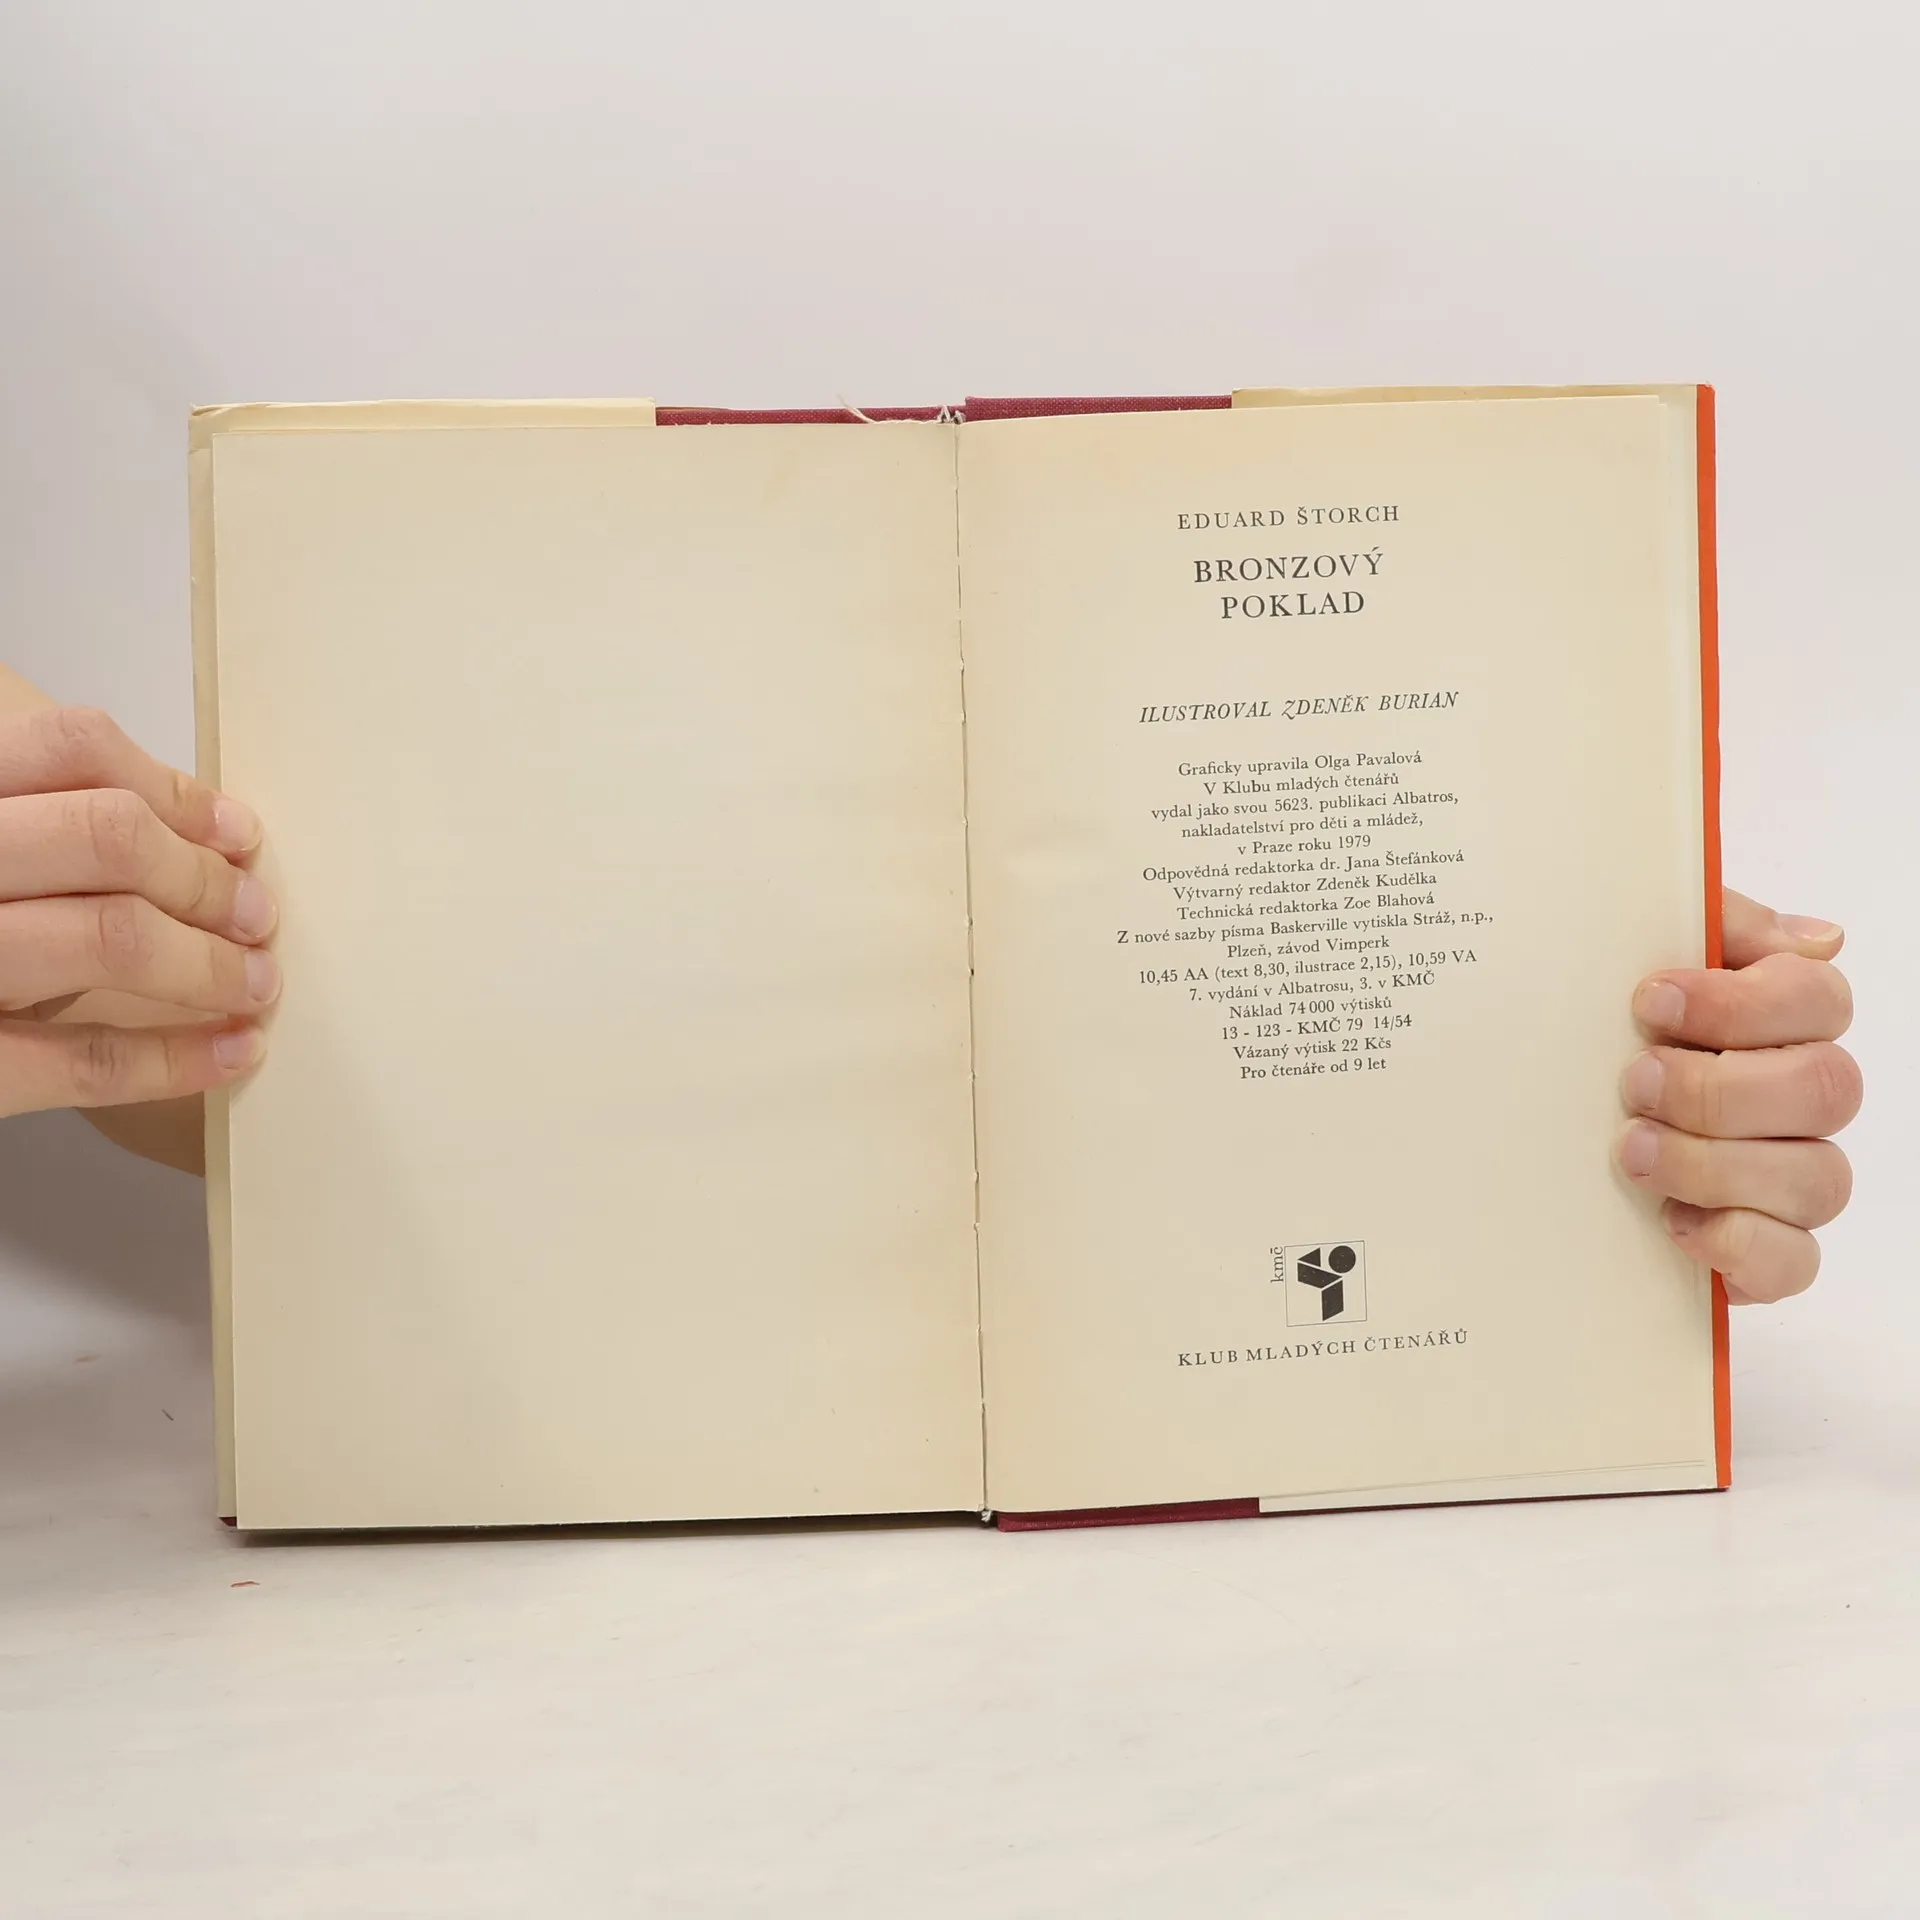 EDUARD ŠTORCH
BRONZOVÝ
POKLAD
ILUSTROVAL ZDENĚK BURIAN
Graficky upravila Olga Pavalová
V Klubu mladých čtenářů
vydal jako svou 5623. publikaci Albatros,
nakladatelství pro děti a mládež,
v Praze roku 1979
Odpovědná redaktorka dr. Jana Štefánková
Výtvarný redaktor Zdeněk Kudělka
Technická redaktorka Zoe Blahová
Z nové sazby písma Baskerville vytiskla Stráž, n.p.,
Plzeň, závod Vimperk
10,45 AA (text 8,30, ilustrace 2,15), 10,59 VA
7. vydání v Albatrosu, 3. v KMČ
Náklad 74 000 výtisků
13 - 123 - KMČ 79 14/54
Vázaný výtisk 22 Kčs
Pro čtenáře od 9 let
kmč
KLUB MLADÝCH ČTENÁŘŮ